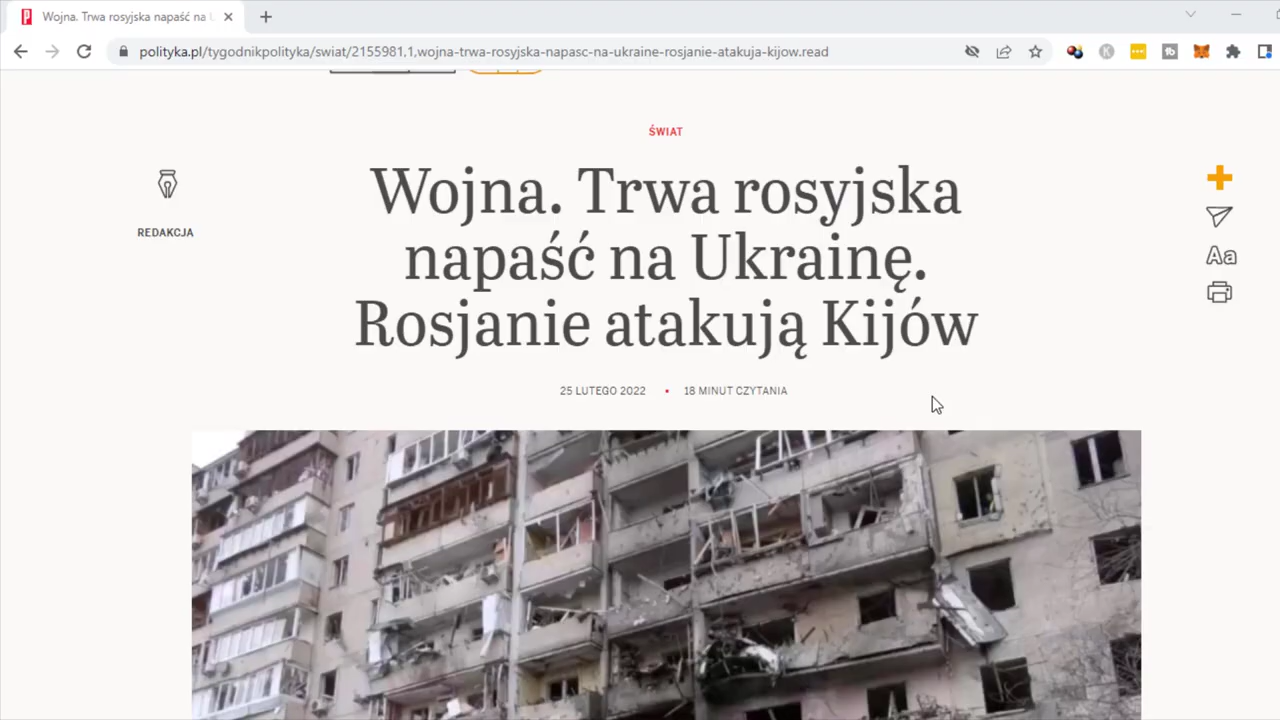 Wojna. Trwa rosyjska napaść na U
polityka.pl/tygodnikpolityka/swiat/2155981,1,wojna-trwa-rosyjska-napasc-na-ukraine-rosjanie-atakuja-kijow.read
ŚWIAT
Wojna. Trwa rosyjska
napaść na Ukrainę.
Rosjanie atakują Kijów
REDAKCJA
Aa
25 LUTEGO 2022 • 18 MINUT CZYTANIA